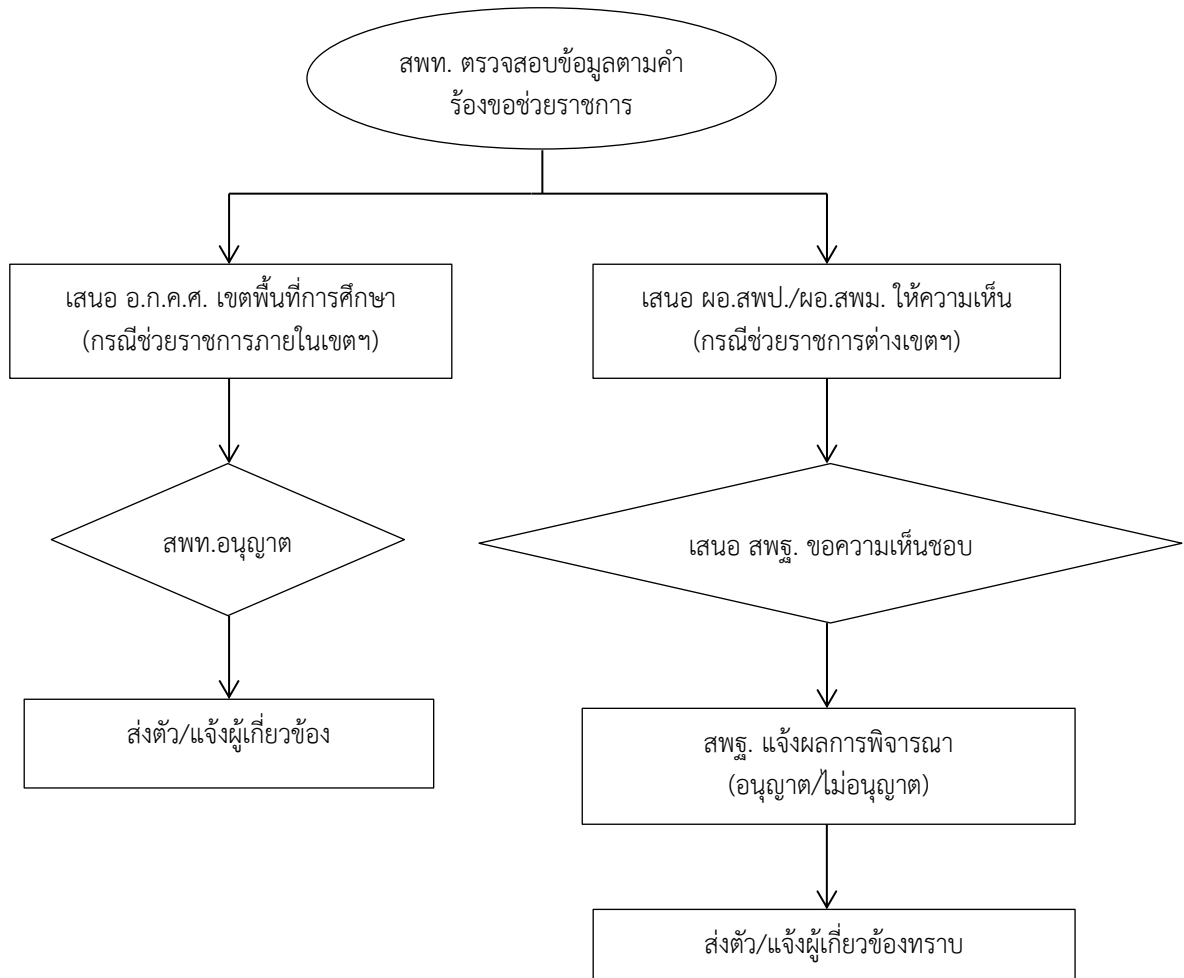 สพท. ตรวจสอบข้อมูลตามคำ
ร้องขอช่วยราชการ
เสนอ อ.ก.ค.ศ. เขตพื้นที่การศึกษา
(กรณีช่วยราชการภายในเขตฯ)
เสนอ ผอ.สพป./ผอ.สพม. ให้ความเห็น
(กรณีช่วยราชการต่างเขตฯ)
สพท.อนุญาต
เสนอ สพฐ. ขอความเห็นชอบ
ส่งตัว/แจ้งผู้เกี่ยวข้อง
สพฐ. แจ้งผลการพิจารณา
(อนุญาต/ไม่อนุญาต)
ส่งตัว/แจ้งผู้เกี่ยวข้องทราบ